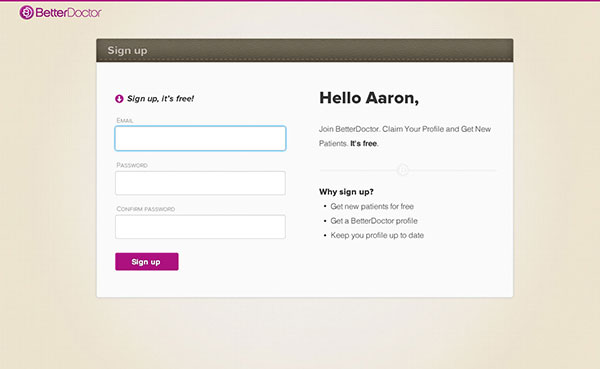 BetterDoctor
Sign up
Sign up, it's free!
Email
Password
Confirm password
Sign up
Hello Aaron,
Join BetterDoctor. Claim Your Profile and Get New
Patients. It's free.
Why sign up?
• Get new patients for free
• Get a BetterDoctor profile
• Keep you profile up to date